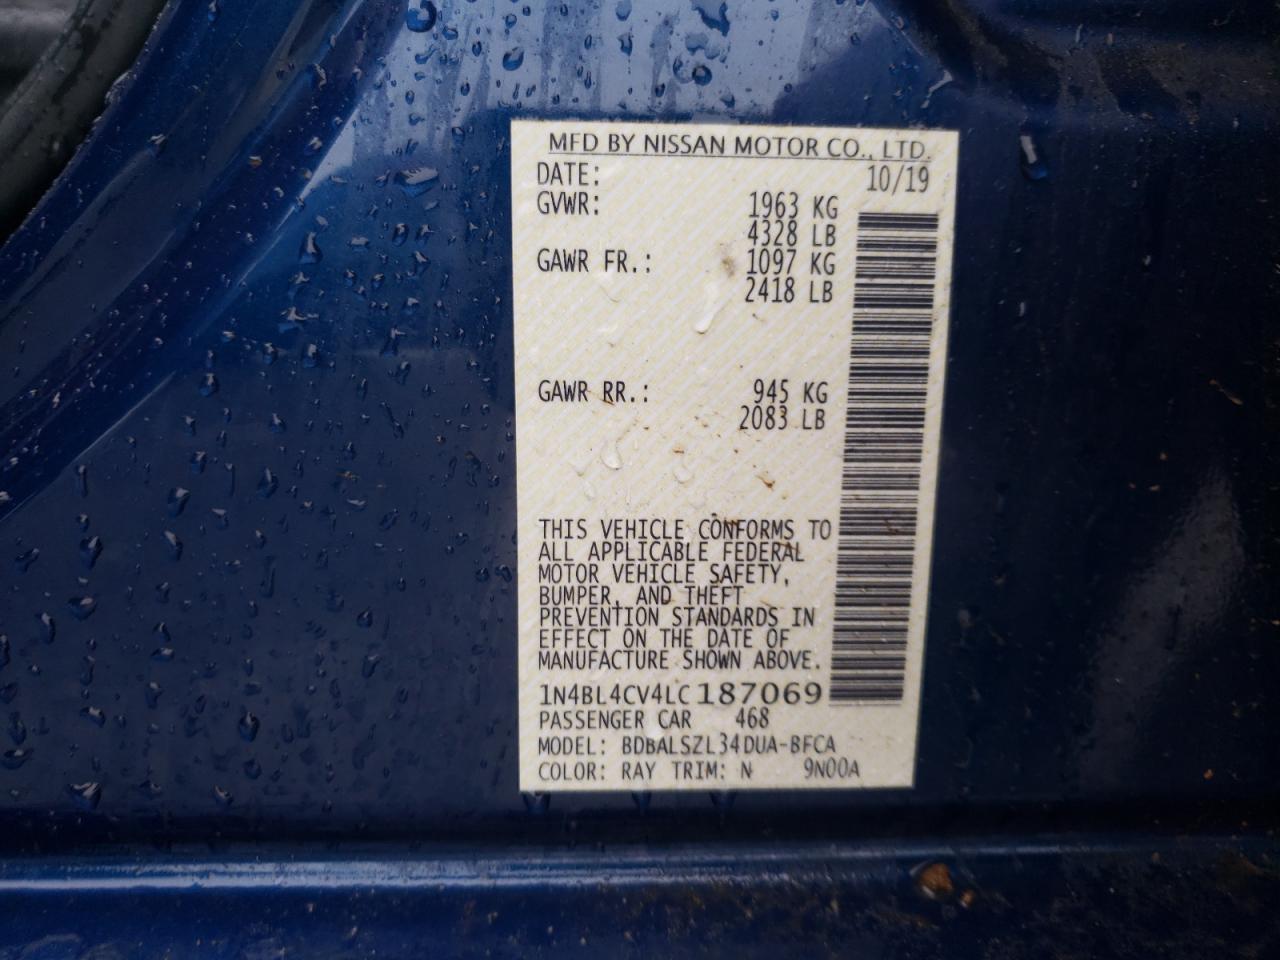 MFD BY NISSAN MOTOR CO., LTD.
DATE: 10/19
GVWR: 1963 KG
4328 LB
GAWR FR.: 1097 KG
2418 LB
GAWR RR.: 945 KG
2083 LB
THIS VEHICLE CONFORMS TO
ALL APPLICABLE FEDERAL
MOTOR VEHICLE SAFETY,
BUMPER, AND THEFT
PREVENTION STANDARDS IN
EFFECT ON THE DATE OF
MANUFACTURE SHOWN ABOVE.
1N4BL4CV4LC187069
PASSENGER CAR 468
MODEL: BDBALSZL34DUA-BFCA
COLOR: RAY TRIM: N 9N00A